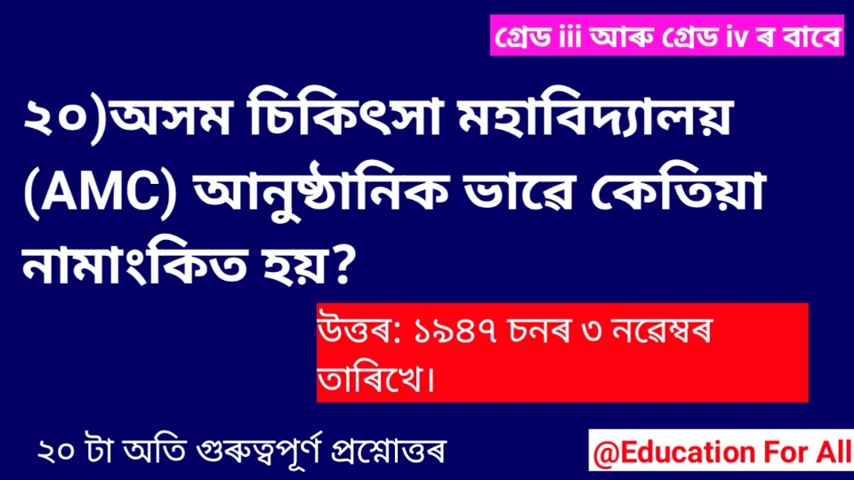 গ্ৰেড iii আৰু গ্ৰেড iv ৰ বাবে
২০)অসম চিকিৎসা মহাবিদ্যালয়
(AMC) আনুষ্ঠানিক ভাৱে কেতিয়া
নামাংকিত হয়?
উত্তৰ: ১৯৪৭ চনৰ ৩ নৱেম্বৰ
তাৰিখে।
২০ টা অতি গুৰুত্বপূৰ্ণ প্ৰশ্নোত্তৰ
@Education For All